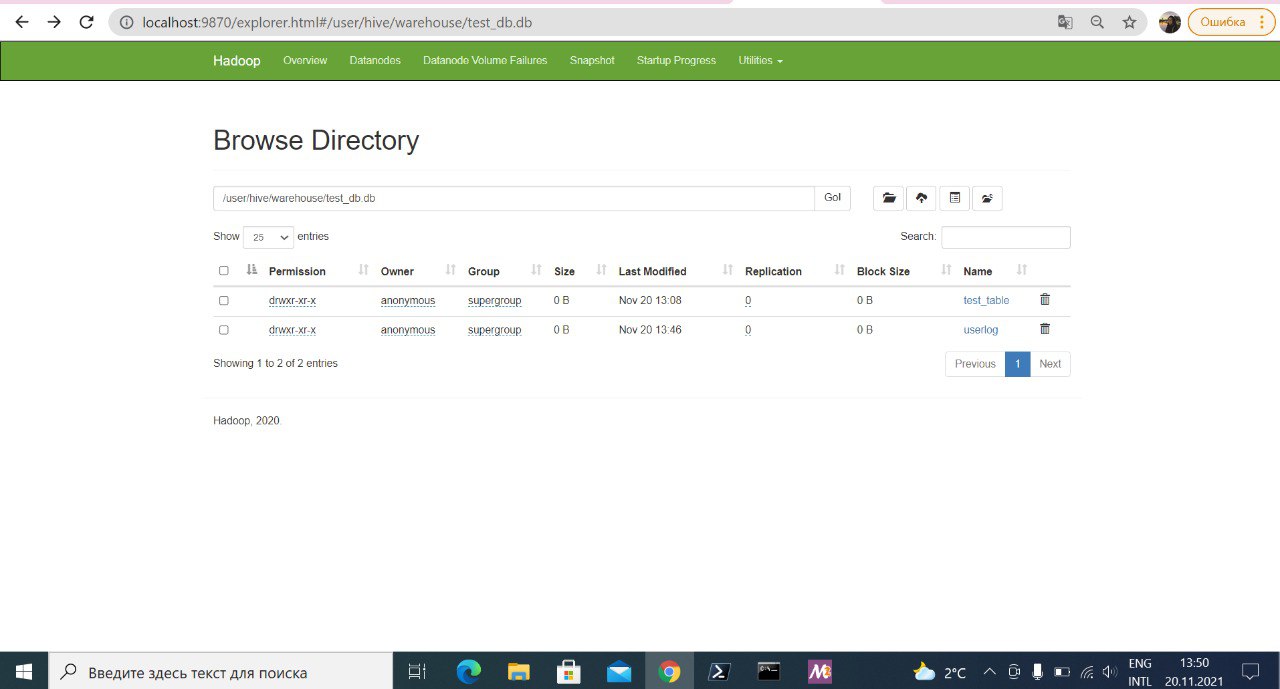 localhost:9870/explorer.html#/user/hive/warehouse/test_db.db Ошибка
Hadoop Overview Datanodes Datanode Volume Failures Snapshot Startup Progress Utilities
Browse Directory
/user/hive/warehouse/test_db.db Go!
Show 25 entries Search:
Permission Owner Group Size Last Modified Replication Block Size Name
drwxr-xr-x anonymous supergroup 0 B Nov 20 13:08 0 0 B test_table
drwxr-xr-x anonymous supergroup 0 B Nov 20 13:46 0 0 B userlog
Showing 1 to 2 of 2 entries Previous 1 Next
Hadoop, 2020.
Введите здесь текст для поиска 2°C ENG 13:50
INTL 20.11.2021